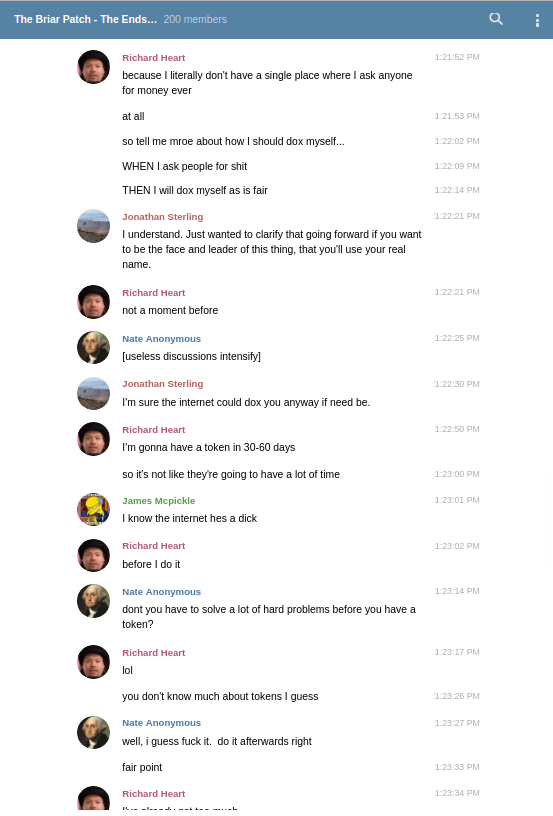 The Briar Patch - The Ends... 200 members
Richard Heart 1:21:52 PM
because I literally don't have a single place where I ask anyone
for money ever
at all 1:21:53 PM
so tell me mroe about how I should dox myself... 1:22:02 PM
WHEN I ask people for shit 1:22:09 PM
THEN I will dox myself as is fair 1:22:14 PM
Jonathan Sterling 1:22:21 PM
I understand. Just wanted to clarify that going forward if you want
to be the face and leader of this thing, that you'll use your real
name.
Richard Heart 1:22:21 PM
not a moment before
Nate Anonymous 1:22:25 PM
[useless discussions intensify]
Jonathan Sterling 1:22:30 PM
I'm sure the internet could dox you anyway if need be.
Richard Heart 1:22:50 PM
I'm gonna have a token in 30-60 days
so it's not like they're going to have a lot of time 1:23:00 PM
James Mcpickle 1:23:01 PM
I know the internet hes a dick
Richard Heart 1:23:02 PM
before I do it
Nate Anonymous 1:23:14 PM
dont you have to solve a lot of hard problems before you have a
token?
Richard Heart 1:23:17 PM
lol
you don't know much about tokens I guess 1:23:26 PM
Nate Anonymous 1:23:27 PM
well, i guess fuck it.  do it afterwards right
fair point 1:23:33 PM
Richard Heart 1:23:34 PM
I've already got too much